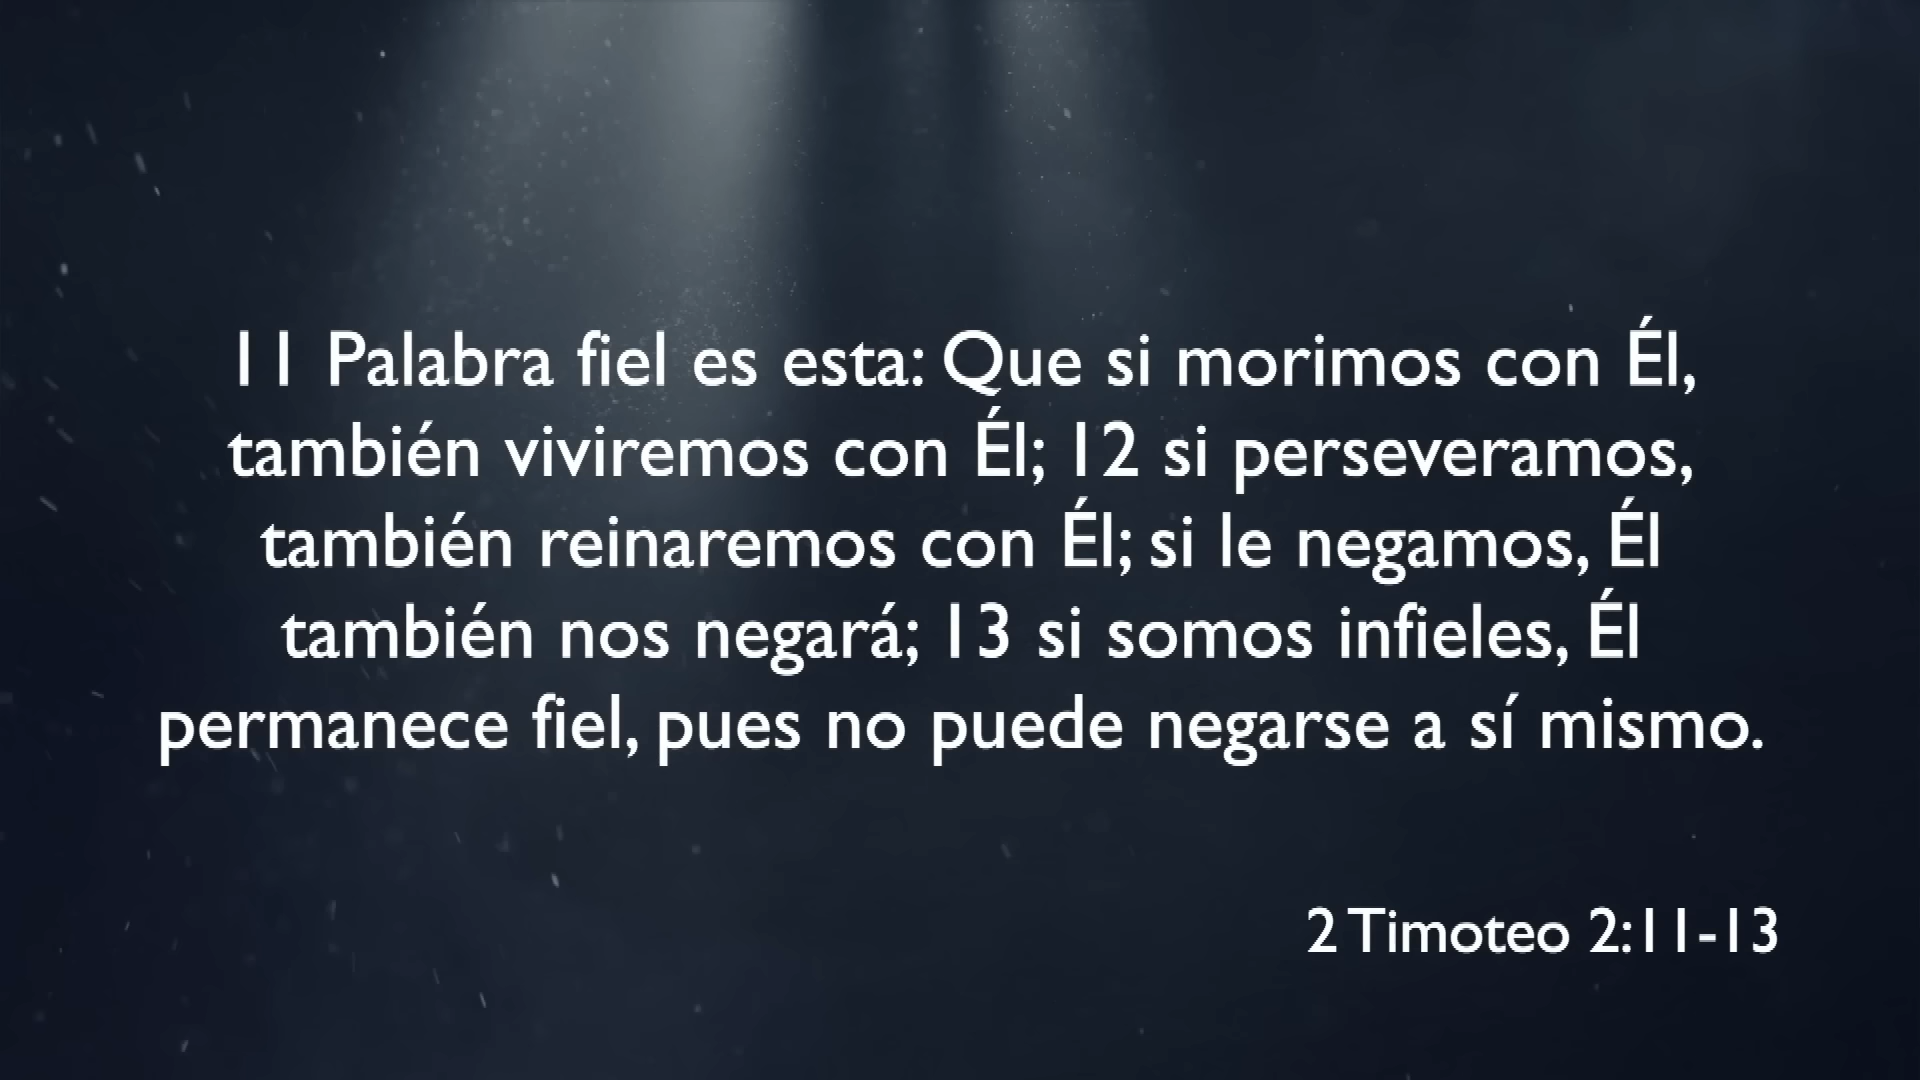 11 Palabra fiel es esta: Que si morimos con Él,
también viviremos con Él; 12 si perseveramos,
también reinaremos con Él; si le negamos, Él
también nos negará; 13 si somos infieles, Él
permanece fiel, pues no puede negarse a sí mismo.
2 Timoteo 2:11-13